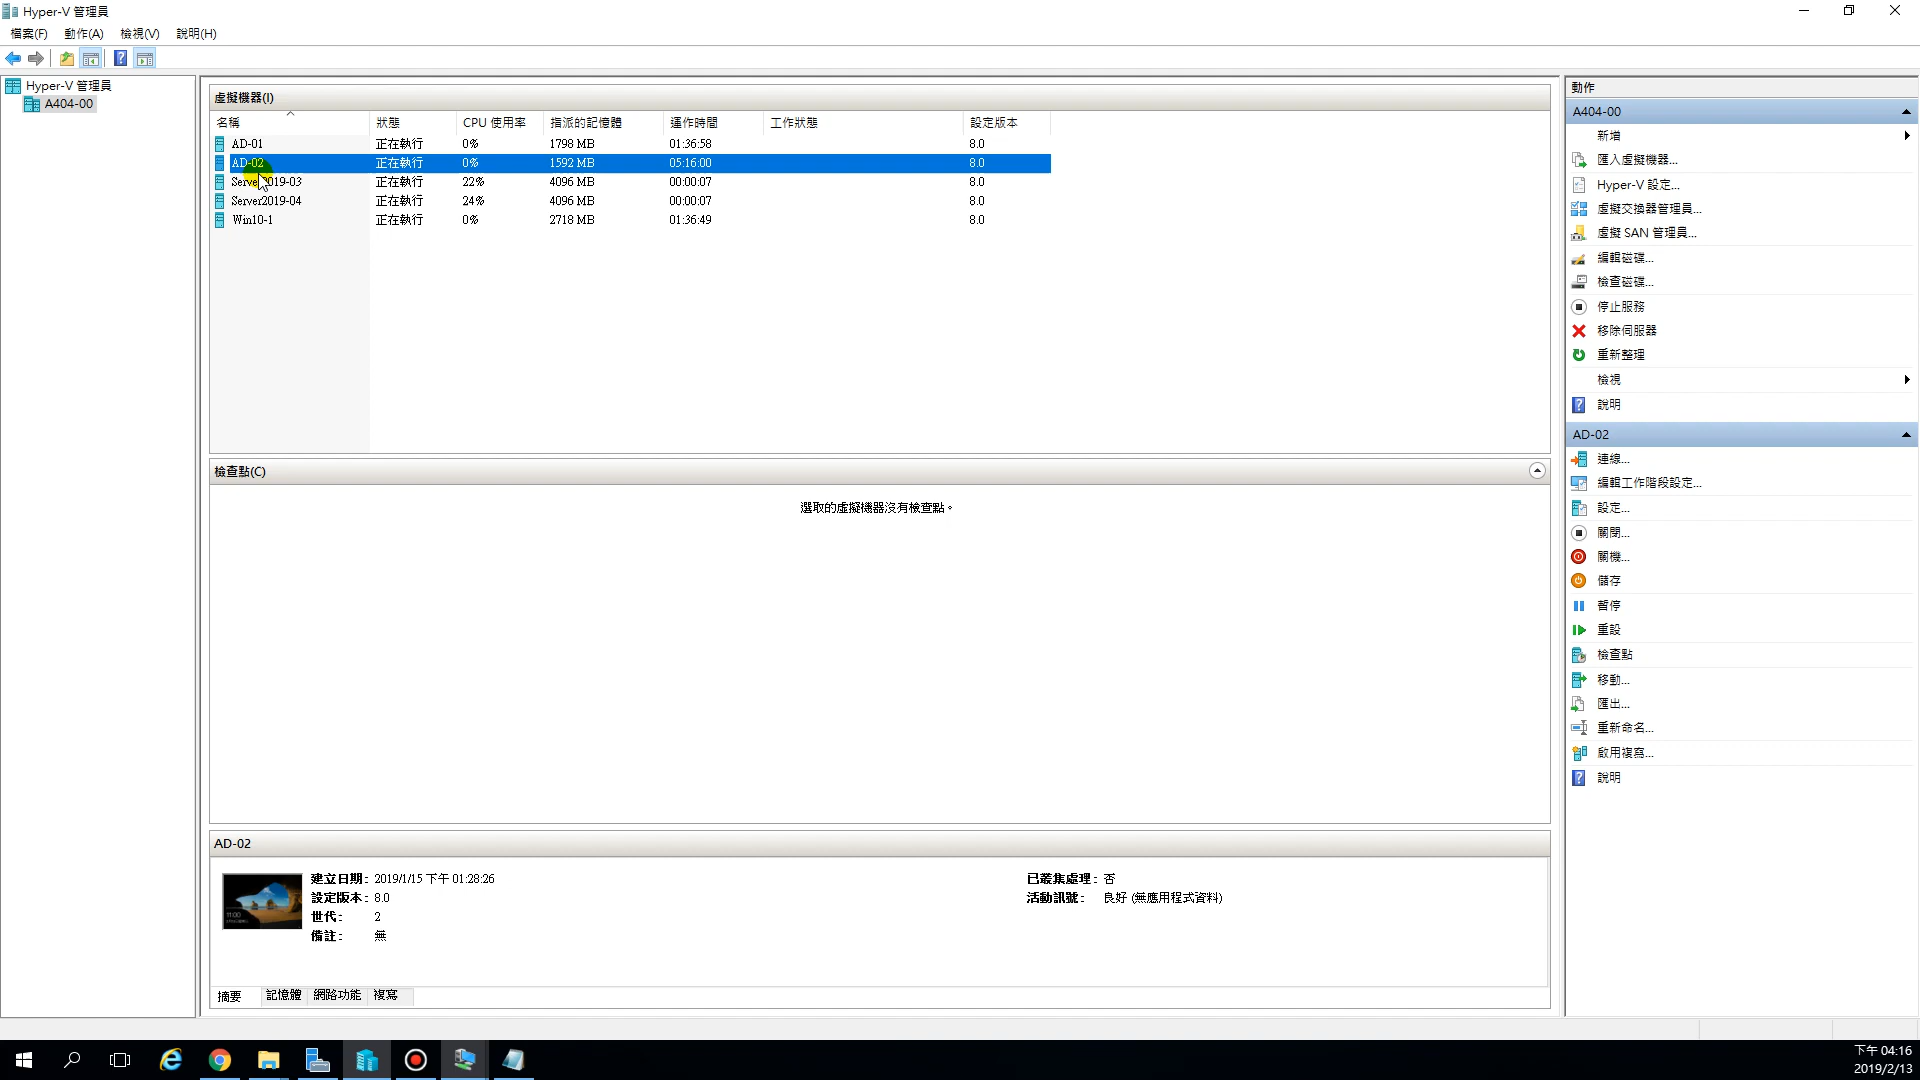 Hyper-V 管理員
檔案(F) 動作(A) 檢視(V) 說明(H)
Hyper-V 管理員
A404-00
虛擬機器(I)
名稱 狀態 CPU 使用率 指派的記憶體 運作時間 工作狀態 設定版本
AD-01 正在執行 0% 1798 MB 01:36:58 8.0
AD-02 正在執行 0% 1592 MB 05:16:00 8.0
Server2019-03 正在執行 22% 4096 MB 00:00:07 8.0
Server2019-04 正在執行 24% 4096 MB 00:00:07 8.0
Win10-1 正在執行 0% 2718 MB 01:36:49 8.0
檢查點(C)
選取的虛擬機器沒有檢查點。
AD-02
建立日期: 2019/1/15 下午 01:28:26
設定版本: 8.0
世代: 2
備註: 無
已叢集處理: 否
活動訊號: 良好 (無應用程式資料)
11:00
摘要 記憶體 網路功能 複寫
動作
A404-00
新增
匯入虛擬機器...
Hyper-V 設定...
虛擬交換器管理員...
虛擬 SAN 管理員...
編輯磁碟...
檢查磁碟...
停止服務
移除伺服器
重新整理
檢視
說明
AD-02
連線...
編輯工作階段設定...
設定...
關閉...
關機...
儲存
暫停
重設
檢查點
移動...
匯出...
重新命名...
啟用複寫...
說明
下午 04:16
2019/2/13